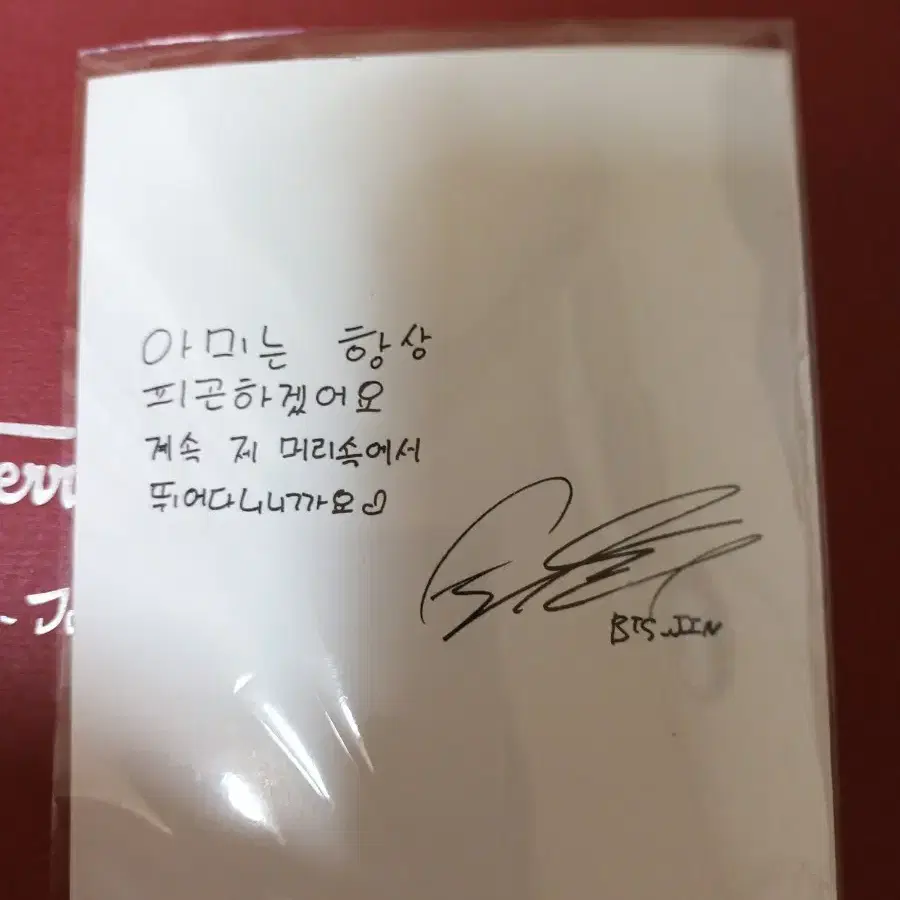 아미는 항상
피곤하겠어요
계속 제 머리속에서
뛰어다니니까요♡
BTS JIN